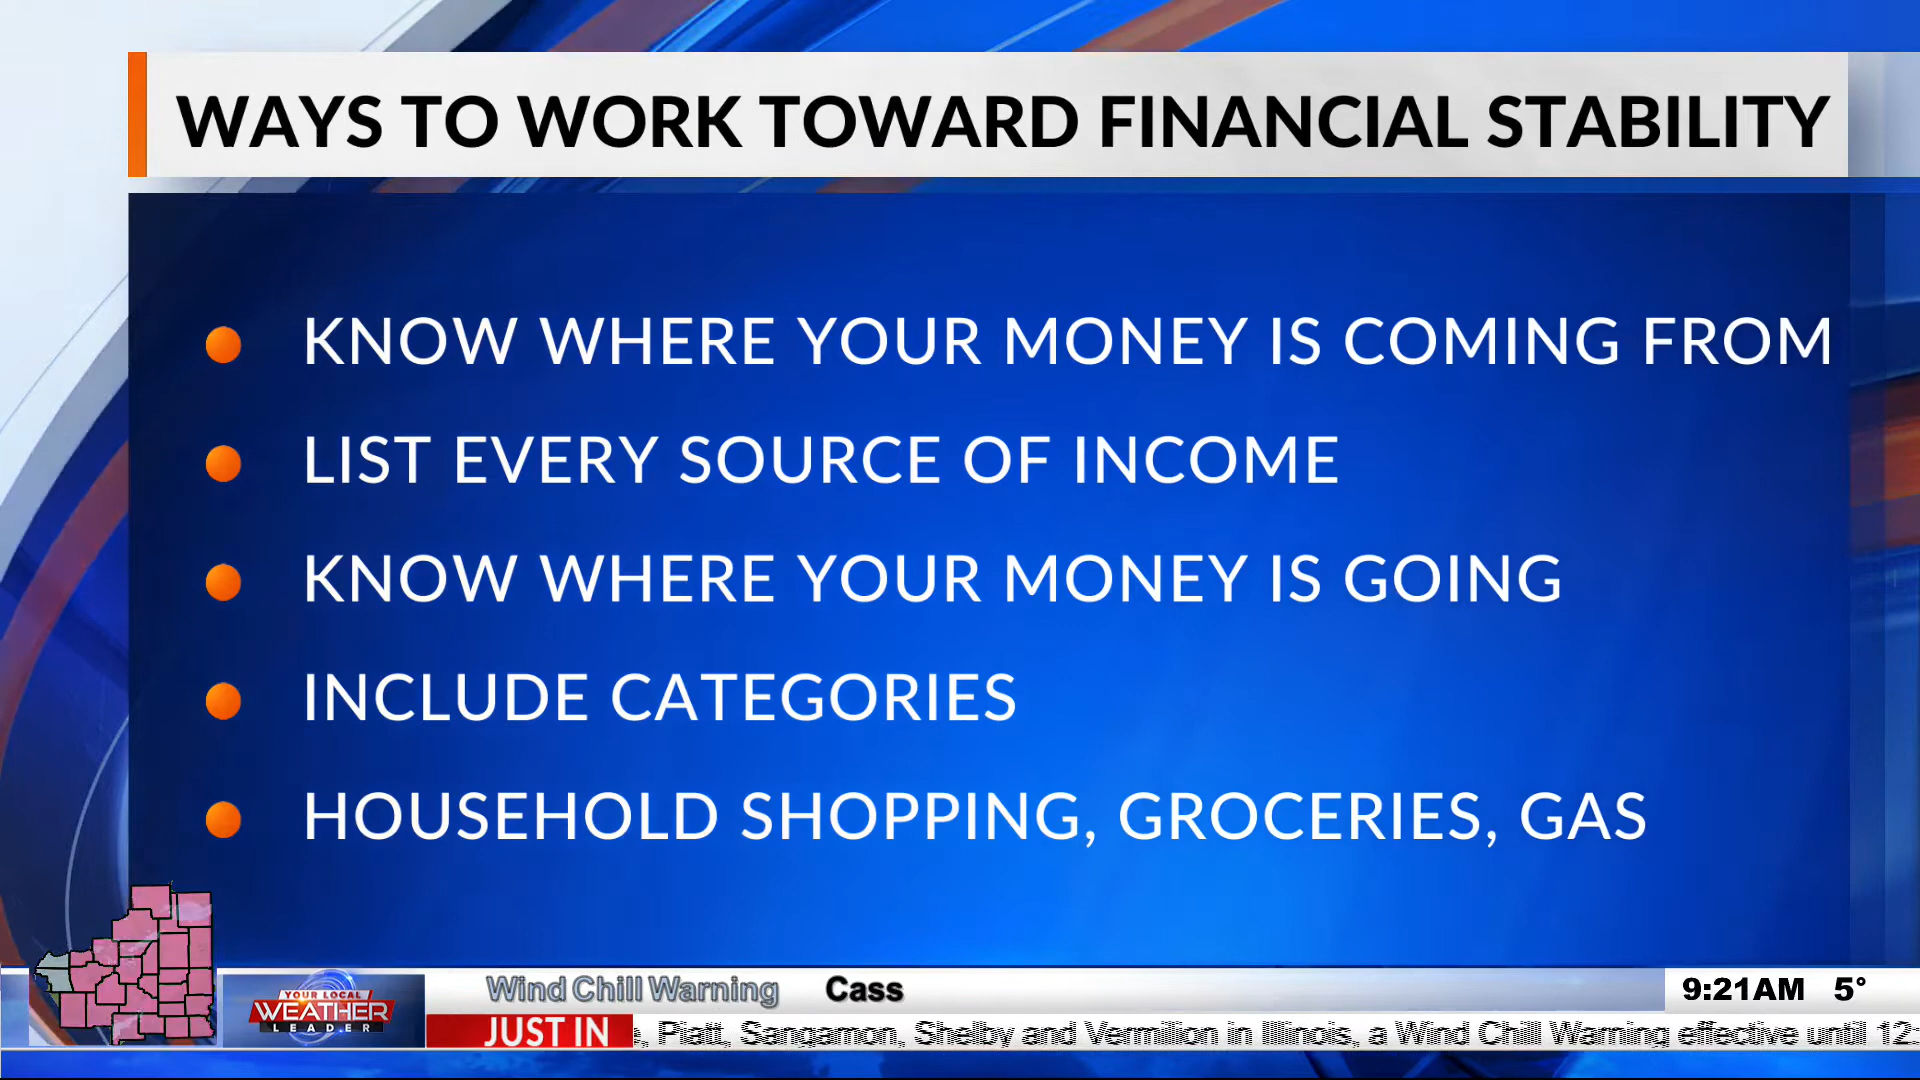 WAYS TO WORK TOWARD FINANCIAL STABILITY
KNOW WHERE YOUR MONEY IS COMING FROM
LIST EVERY SOURCE OF INCOME
KNOW WHERE YOUR MONEY IS GOING
INCLUDE CATEGORIES
HOUSEHOLD SHOPPING, GROCERIES, GAS
YOUR LOCAL
WEATHER
LEADER
Wind Chill Warning Cass
9:21AM 5°
JUST IN
, Piatt, Sangamon, Shelby and Vermilion in Illinois, a Wind Chill Warning effective until 12: